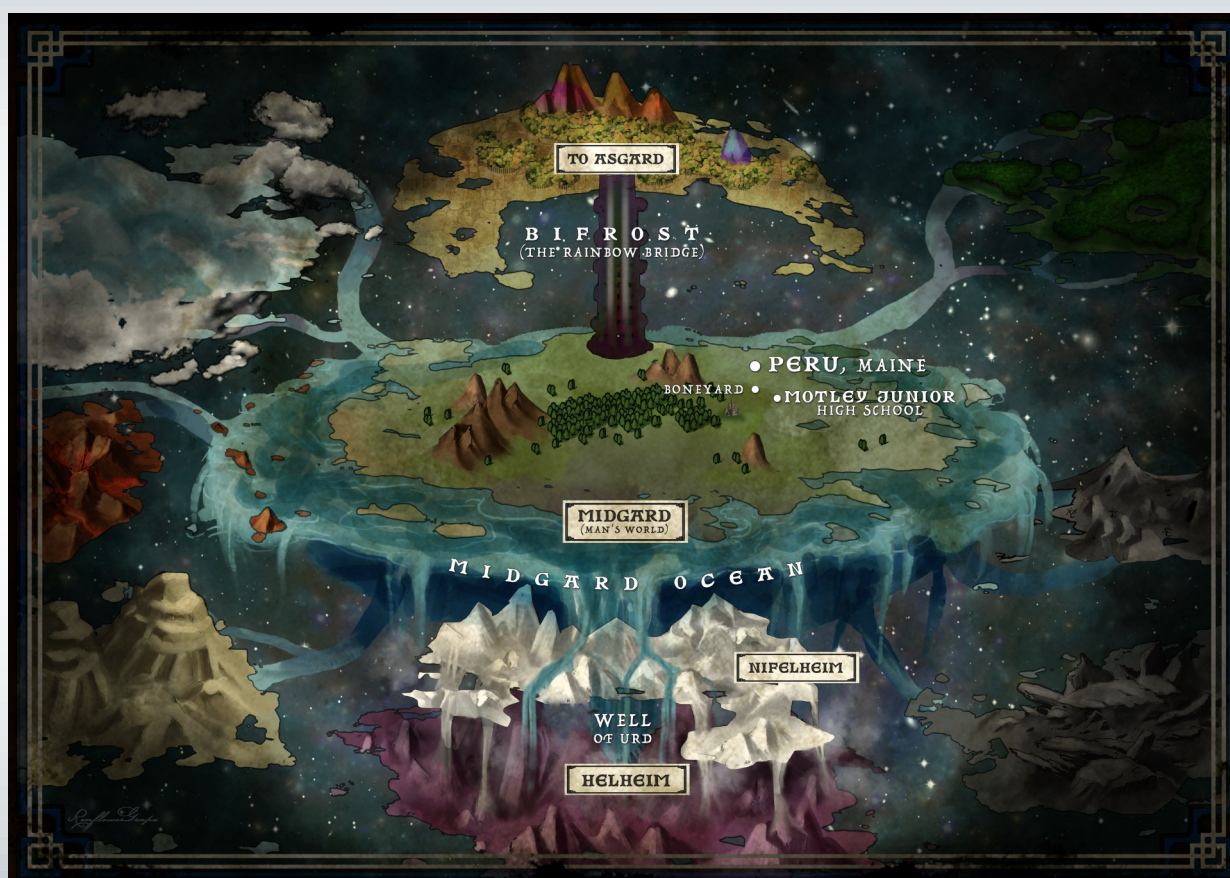 TO ASGARD
BIFROST
(THE RAINBOW BRIDGE)
PERU, MAINE
BONEYARD
MOTLEY JUNIOR
HIGH SCHOOL
MIDGARD
(MAN'S WORLD)
MIDGARD OCEAN
NIFELHEIM
WELL
OF URD
HELHEIM